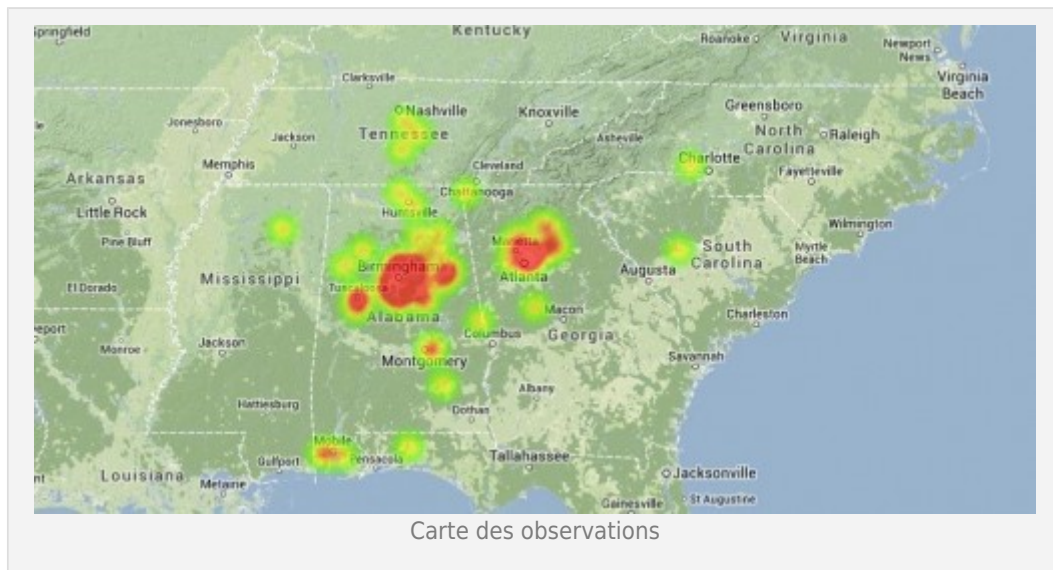 Springfield
Kentucky
Roanoke
Virginia
Newport
News
Virginia
Beach
Clarksville
Nashville
Knoxville
Greensboro
Jonesboro
Jackson
Tennessee
Asheville
North
Carolina
Raleigh
Memphis
Cleveland
Charlotte
Fayetteville
Arkansas
Chattanooga
Little Rock
Huntsville
Wilmington
Pine Bluff
Marietta
South
Carolina
Myrtle
Beach
Mississippi
Birmingham
Atlanta
Augusta
El Dorado
Tuscaloosa
Alabama
Macon
Charleston
Columbus
Georgia
Monroe
Jackson
Montgomery
Savannah
Albany
Hattiesburg
Dothan
Mobile
Gulfport
Pensacola
Tallahassee
Jacksonville
Louisiana
Metairie
St Augustine
Gainesville
Carte des observations